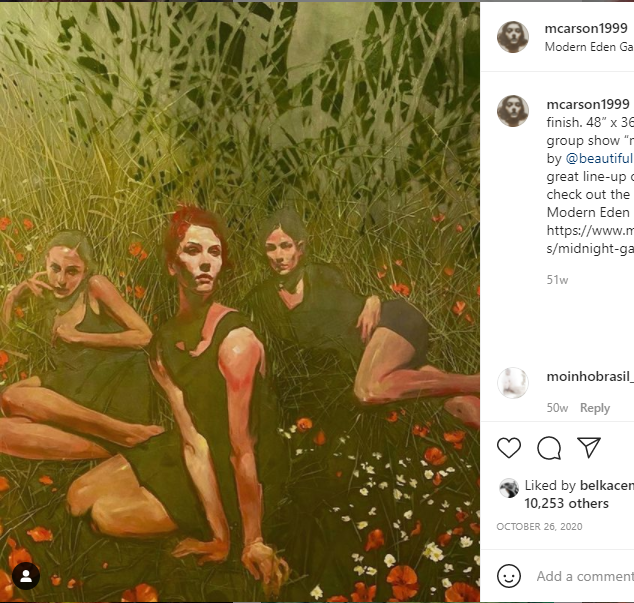 mcarson1999
Modern Eden Ga
mcarson1999
finish. 48” x 36
group show “
by @beautiful
great line-up
check out the
Modern Eden
https://www.m
s/midnight-ga
51w
moinhobrasil_
50w Reply
Liked by belkacem
10,253 others
OCTOBER 26, 2020
Add a comment